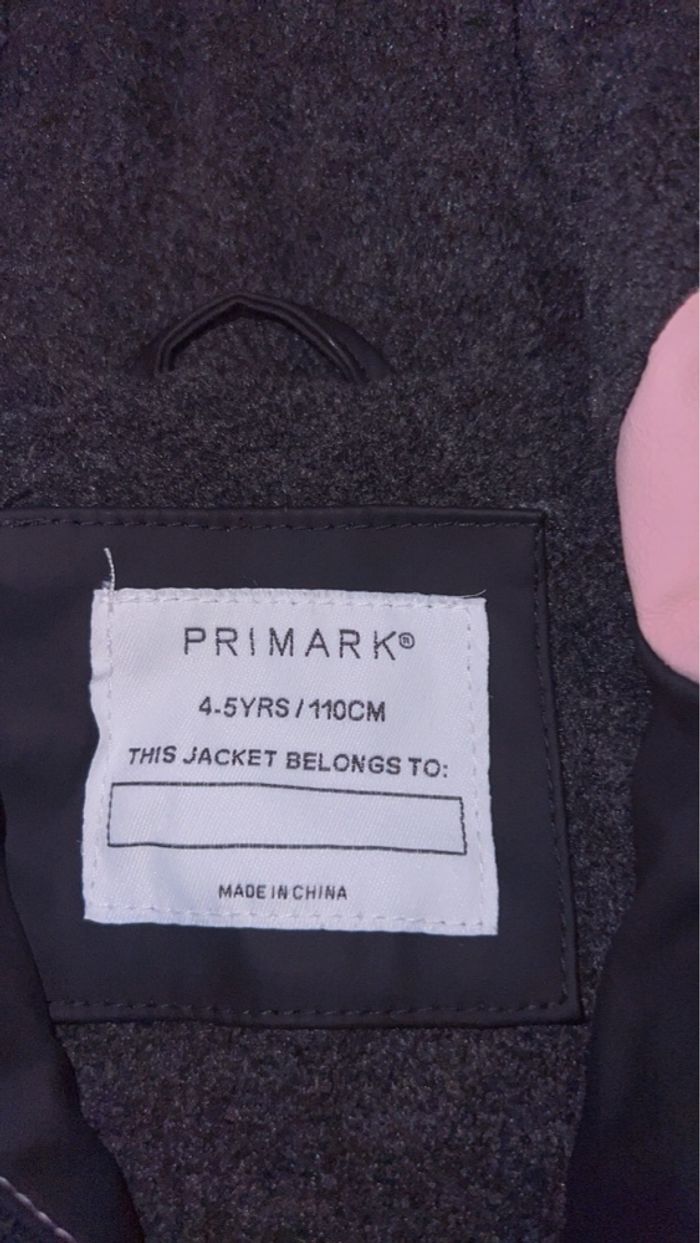 PRIMARK®
4-5YRS/110CM
THIS JACKET BELONGS TO:
MADE IN CHINA